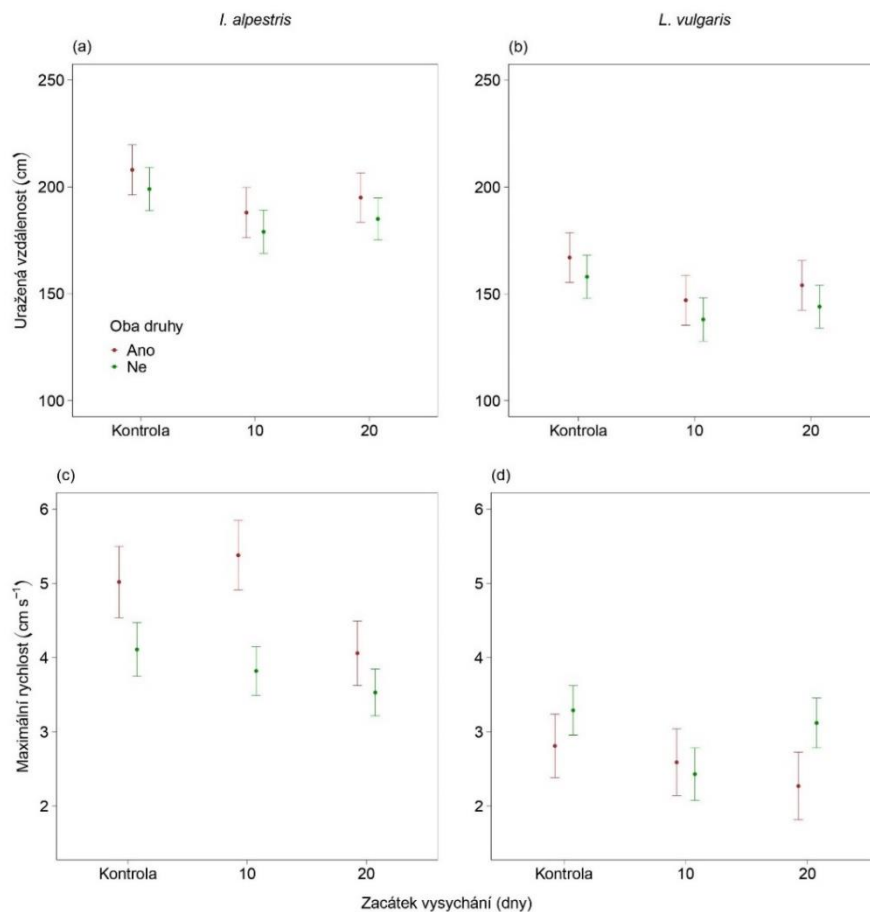 I. alpestris
L. vulgaris
(a)
(b)
Uražená vzdálenost (cm)
250
200
150
100
Oba druhy
Ano
Ne
Kontrola
10
20
250
200
150
100
Kontrola
10
20
(c)
(d)
Maximální rychlost (cm s⁻¹)
6
5
4
3
2
Kontrola
10
20
6
5
4
3
2
Kontrola
10
20
Zacátek vysychání (dny)